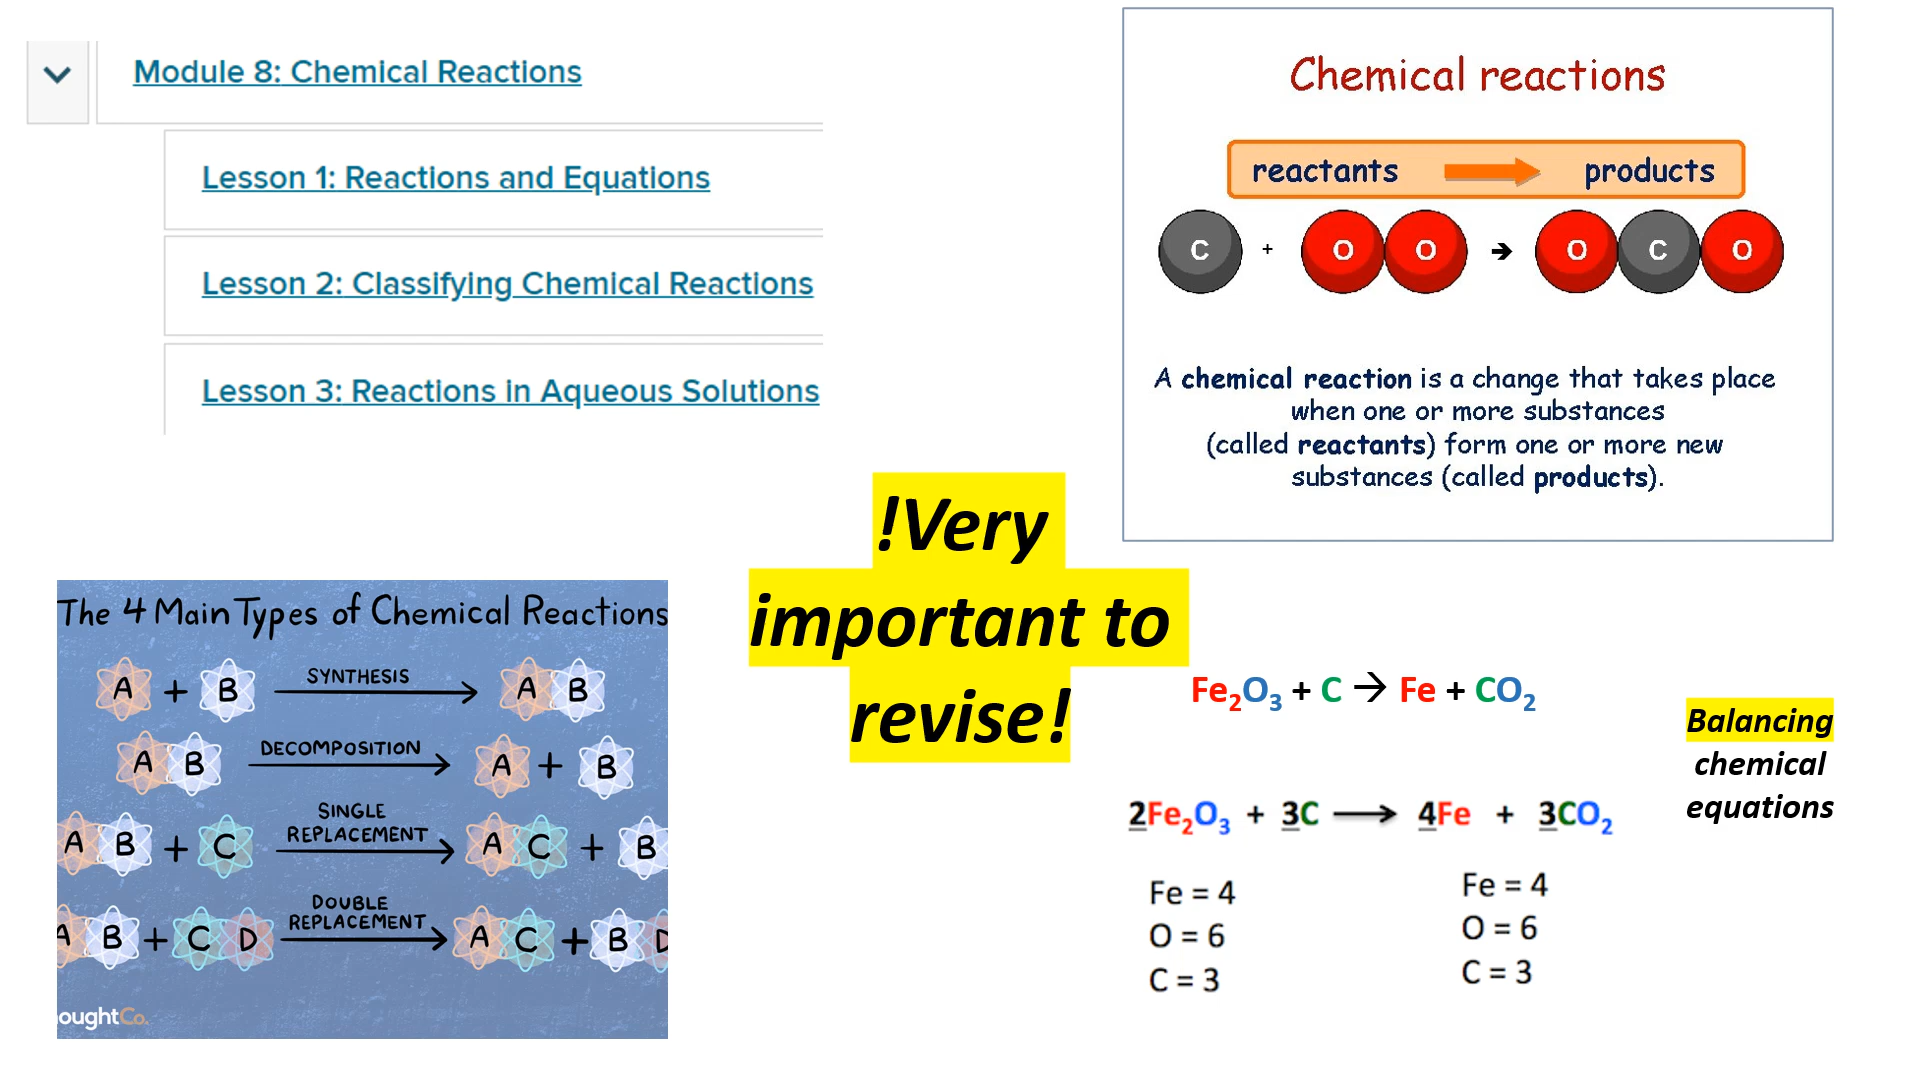 Module 8: Chemical Reactions
Lesson 1: Reactions and Equations
Lesson 2: Classifying Chemical Reactions
Lesson 3: Reactions in Aqueous Solutions
Chemical reactions
reactants products
C + O O → O C O
A chemical reaction is a change that takes place
when one or more substances
(called reactants) form one or more new
substances (called products).
!Very
important to
revise!
The 4 Main Types of Chemical Reactions
A + B SYNTHESIS A B
A B DECOMPOSITION A + B
SINGLE
REPLACEMENT
A B + C A C + B
DOUBLE
REPLACEMENT
A B + C D A C + B D
oughtCo.
Fe₂O₃ + C → Fe + CO₂
Balancing
chemical
equations
2Fe₂O₃ + 3C ⟶ 4Fe + 3CO₂
Fe = 4
O = 6
C = 3
Fe = 4
O = 6
C = 3